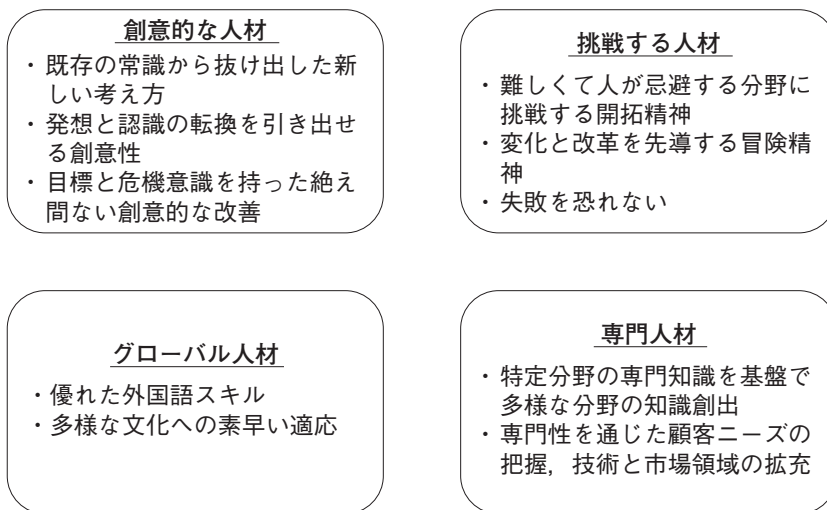 創意的な人材
・既存の常識から抜け出した新
しい考え方
・発想と認識の転換を引き出せ
る創意性
・目標と危機意識を持った絶え
間ない創意的な改善
挑戦する人材
・難しくて人が忌避する分野に
挑戦する開拓精神
・変化と改革を先導する冒険精
神
・失敗を恐れない
グローバル人材
・優れた外国語スキル
・多様な文化への素早い適応
専門人材
・特定分野の専門知識を基盤で
多様な分野の知識創出
・専門性を通じた顧客ニーズの
把握，技術と市場領域の拡充